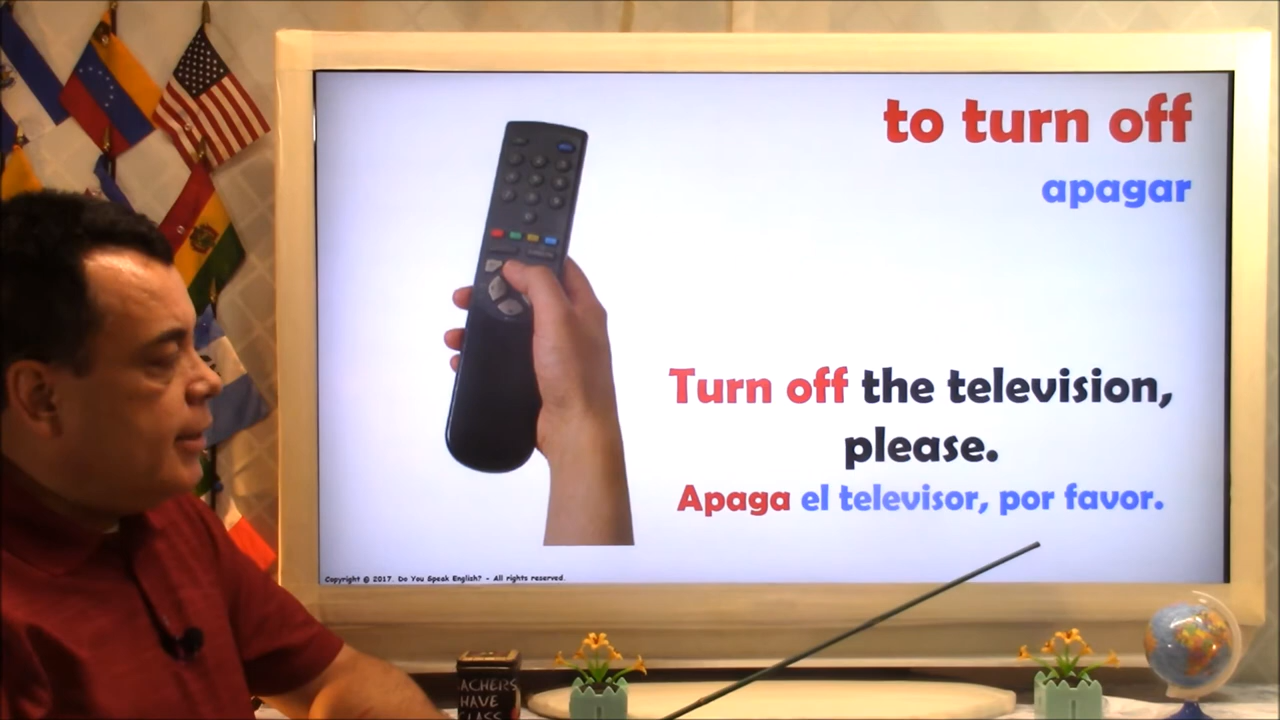 to turn off
apagar
Turn off the television,
please.
Apaga el televisor, por favor.
Copyright © 2017. Do You Speak English? - All rights reserved.
ACHERS
HAVE
CLASS